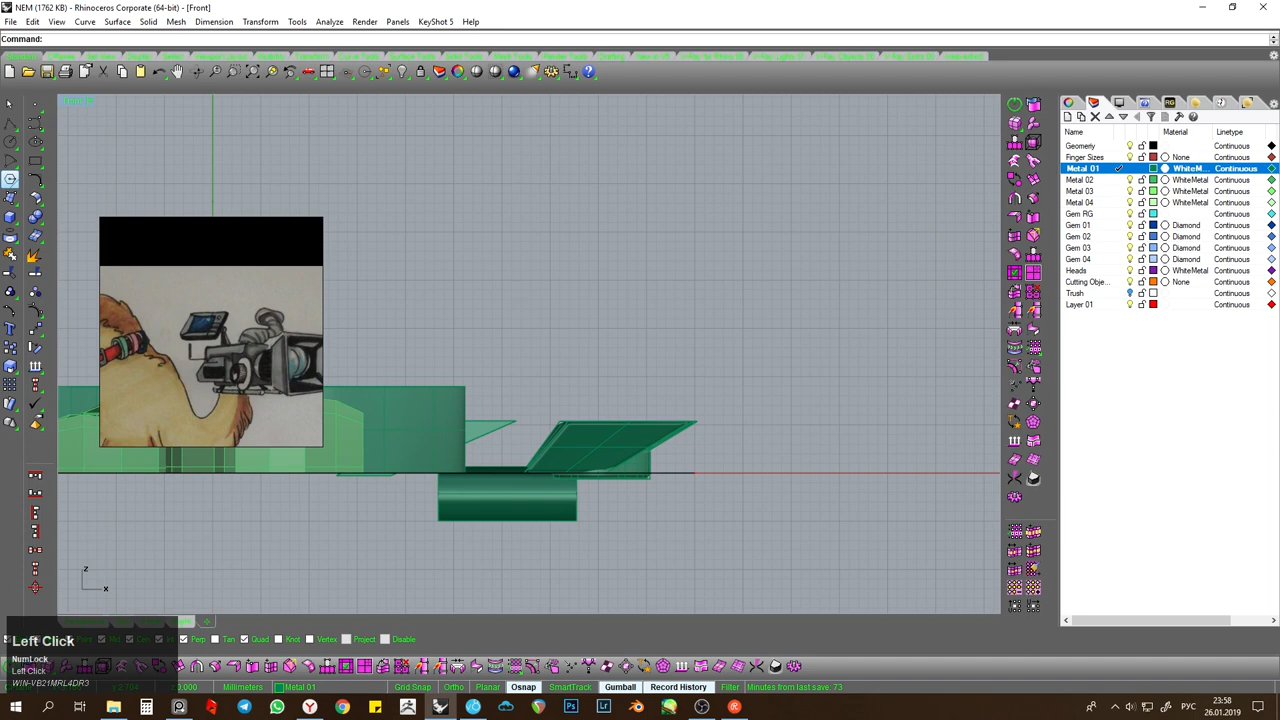 NEM (1762 KB) - Rhinoceros Corporate (64-bit) - [Front]
File Edit View Curve Surface Solid Mesh Dimension Transform Tools Analyze Render Panels KeyShot 5 Help
Command:
Name Material Linetype
Geomeriy Continuous
Finger Sizes None Continuous
Metal 01 WhiteM... Continuous
Metal 02 WhiteMetal Continuous
Metal 03 WhiteMetal Continuous
Metal 04 WhiteMetal Continuous
Gem RG Continuous
Gem 01 Diamond Continuous
Gem 02 Diamond Continuous
Gem 03 Diamond Continuous
Gem 04 Diamond Continuous
Heads WhiteMetal Continuous
Cutting Obje... None Continuous
Trush Continuous
Layer 01 Continuous
z
x
Left Click
NumLock
Left Click
WIN-VB21MRL4DR3
Perp Tan Quad Knot Vertex Project Disable
Millimeters Metal 01 Grid Snap Ortho Planar Osnap SmartTrack Gumball Record History Filter Minutes from last save: 73
РУС 23:58
26.01.2019